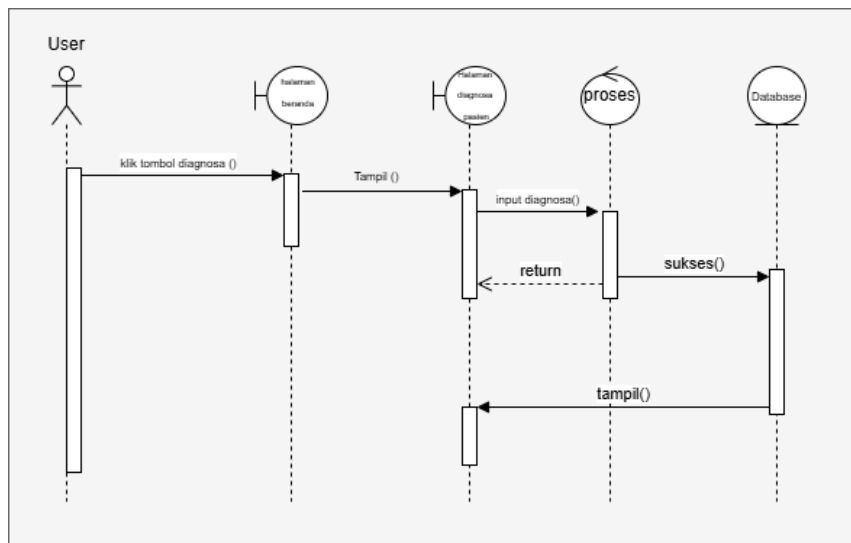 User
halaman
beranda
Halaman
diagnosa
pasien
proses
Database
klik tombol diagnosa ()
Tampil ()
input diagnosa()
return
sukses()
tampil()